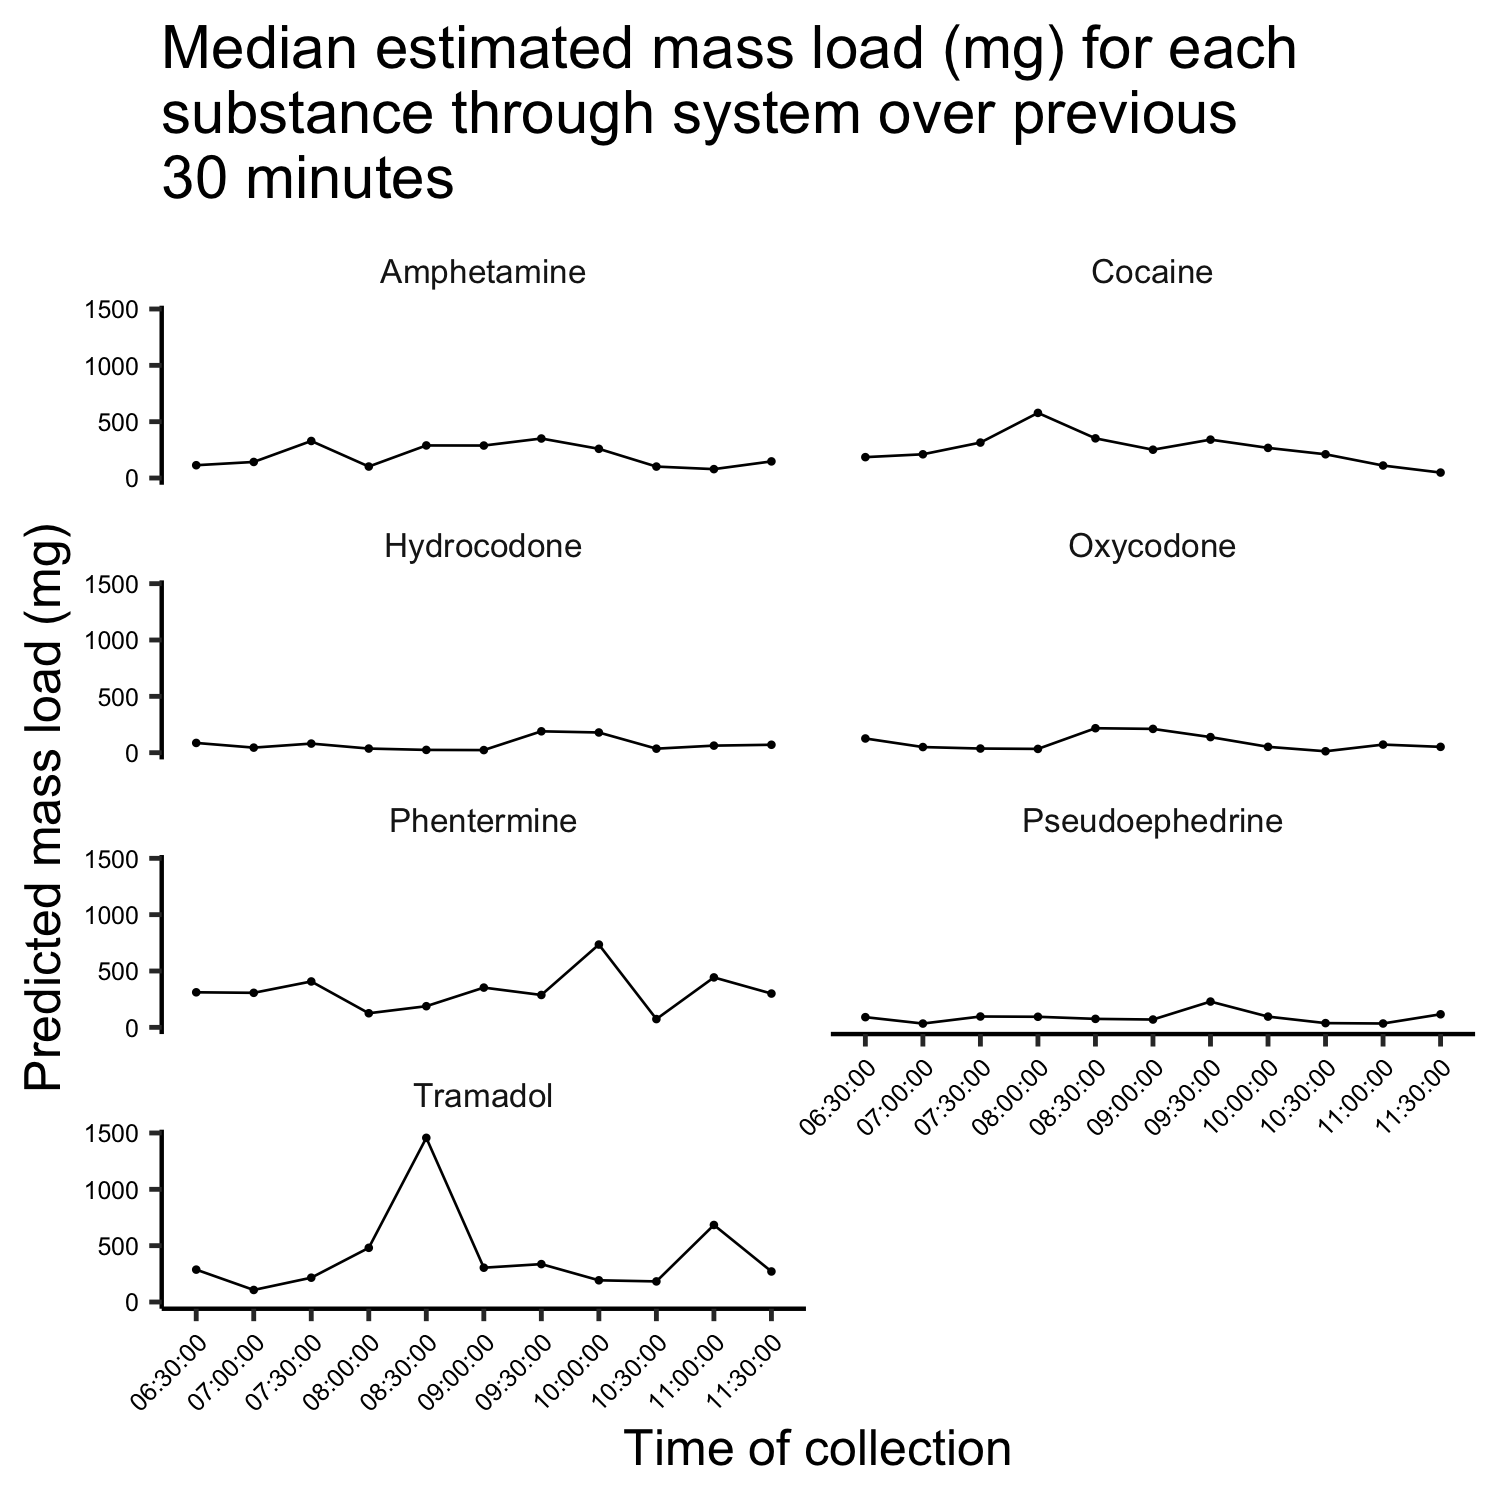 Median estimated mass load (mg) for each
substance through system over previous
30 minutes
Predicted mass load (mg)
Amphetamine
1500
1000
500
0
Cocaine
Hydrocodone
1500
1000
500
0
Oxycodone
Phentermine
1500
1000
500
0
Pseudoephedrine
06:30:00 07:00:00 07:30:00 08:00:00 08:30:00 09:00:00 09:30:00 10:00:00 10:30:00 11:00:00 11:30:00
Tramadol
1500
1000
500
0
06:30:00 07:00:00 07:30:00 08:00:00 08:30:00 09:00:00 09:30:00 10:00:00 10:30:00 11:00:00 11:30:00
Time of collection